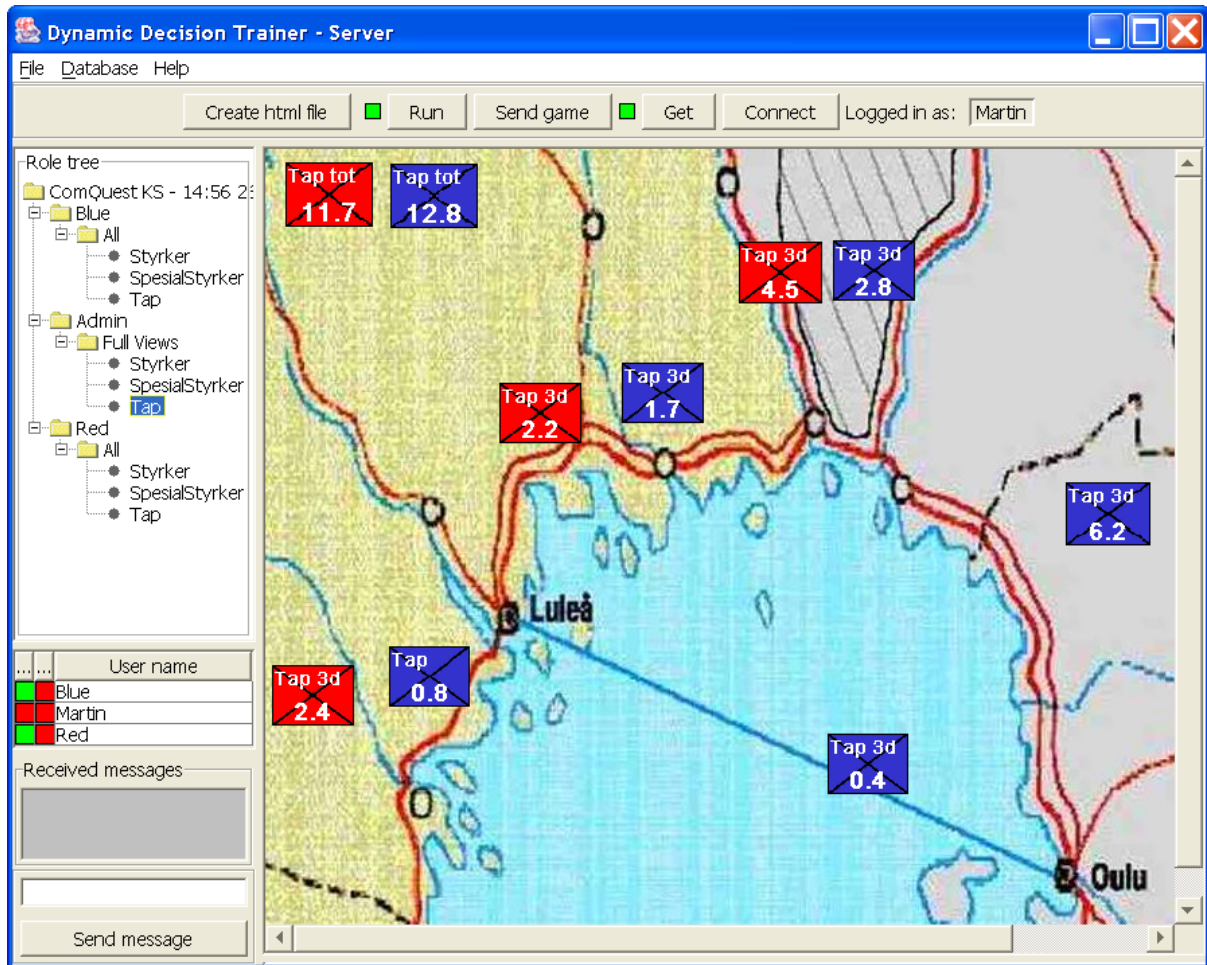 Dynamic Decision Trainer - Server
File Database Help
Create html file Run Send game Get Connect Logged in as: Martin
Role tree
ComQuest KS - 14:56
Blue
All
Styrker
SpesialStyrker
Tap
Admin
Full Views
Styrker
SpesialStyrker
Tap
Red
All
Styrker
SpesialStyrker
Tap
... ... User name
Blue
Martin
Red
Received messages
Send message
Tap tot
11.7
Tap tot
12.8
Tap 3d
4.5
Tap 3d
2.8
Tap 3d
2.2
Tap 3d
1.7
Tap 3d
6.2
Luleå
Tap 3d
2.4
Tap
0.8
Tap 3d
0.4
Oulu